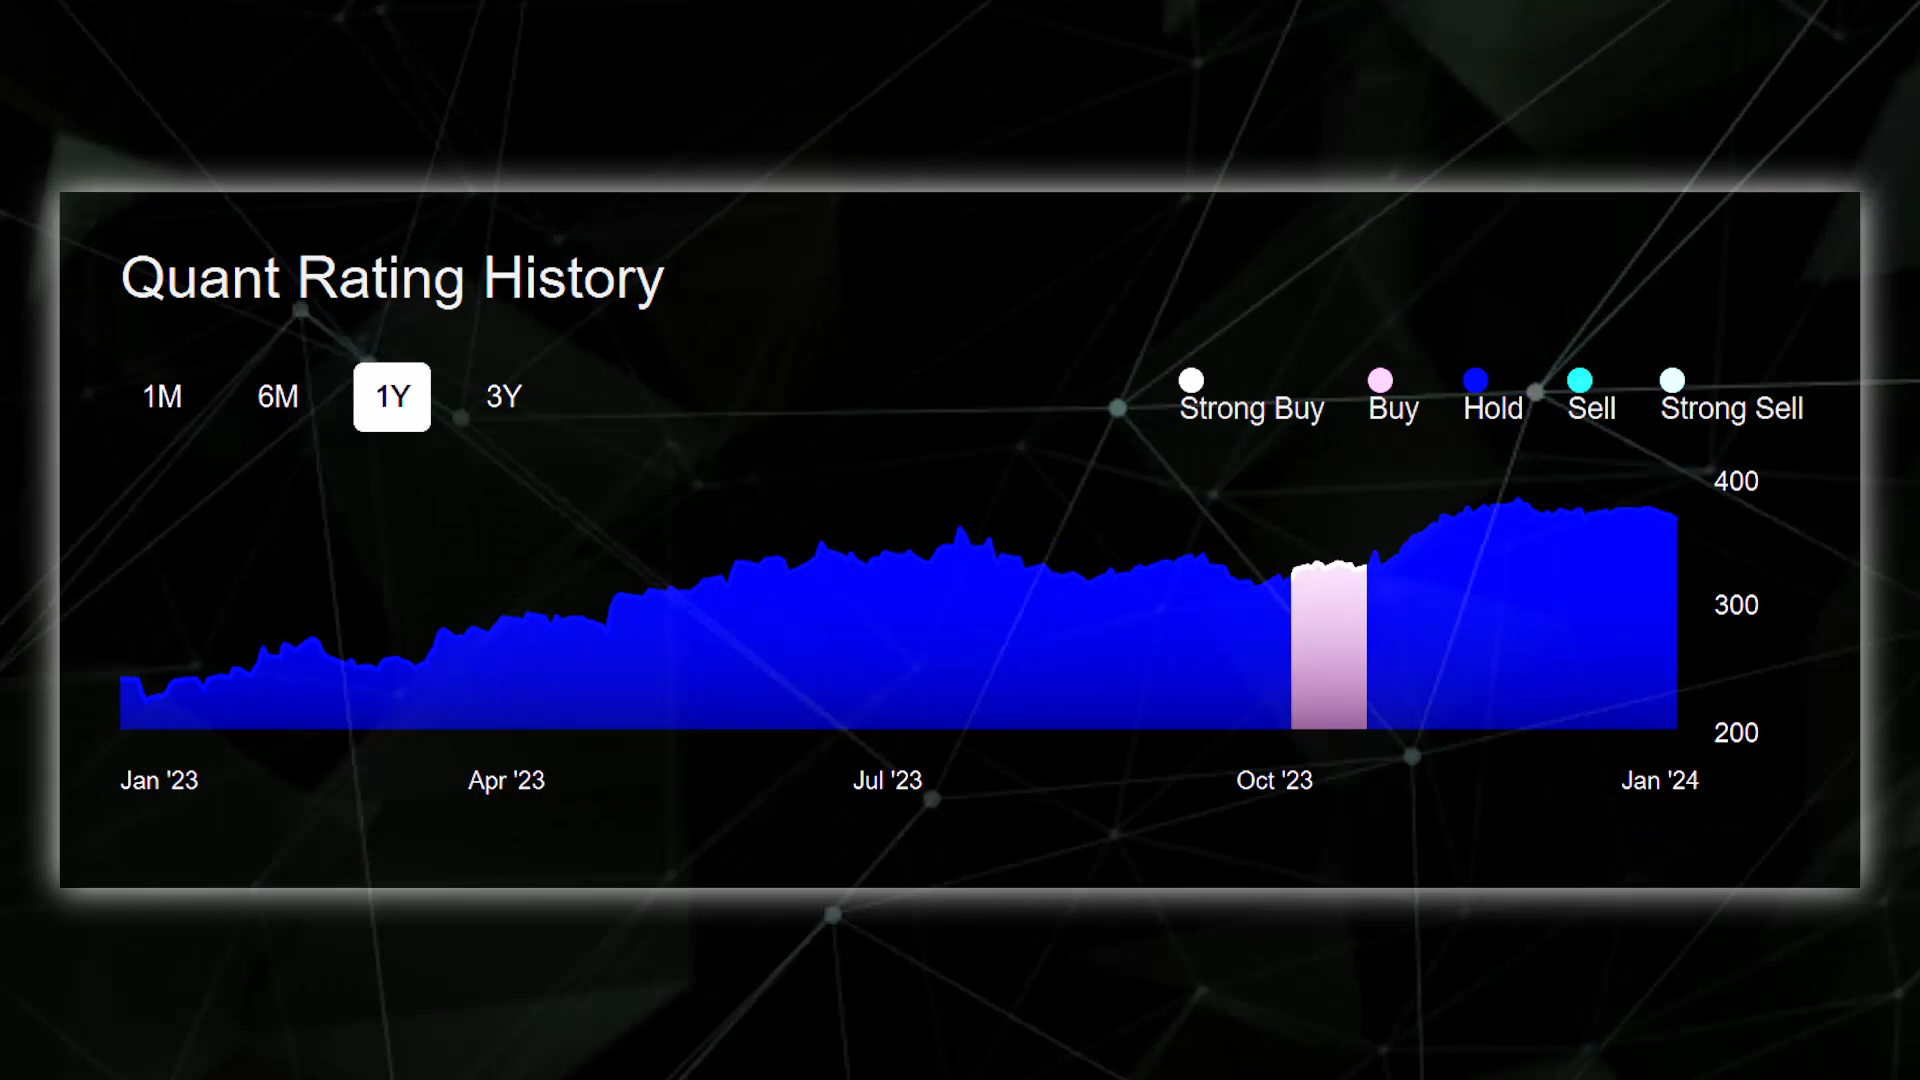 Quant Rating History
1M 6M 1Y 3Y
Strong Buy Buy Hold Sell Strong Sell
400
300
200
Jan '23 Apr '23 Jul '23 Oct '23 Jan '24